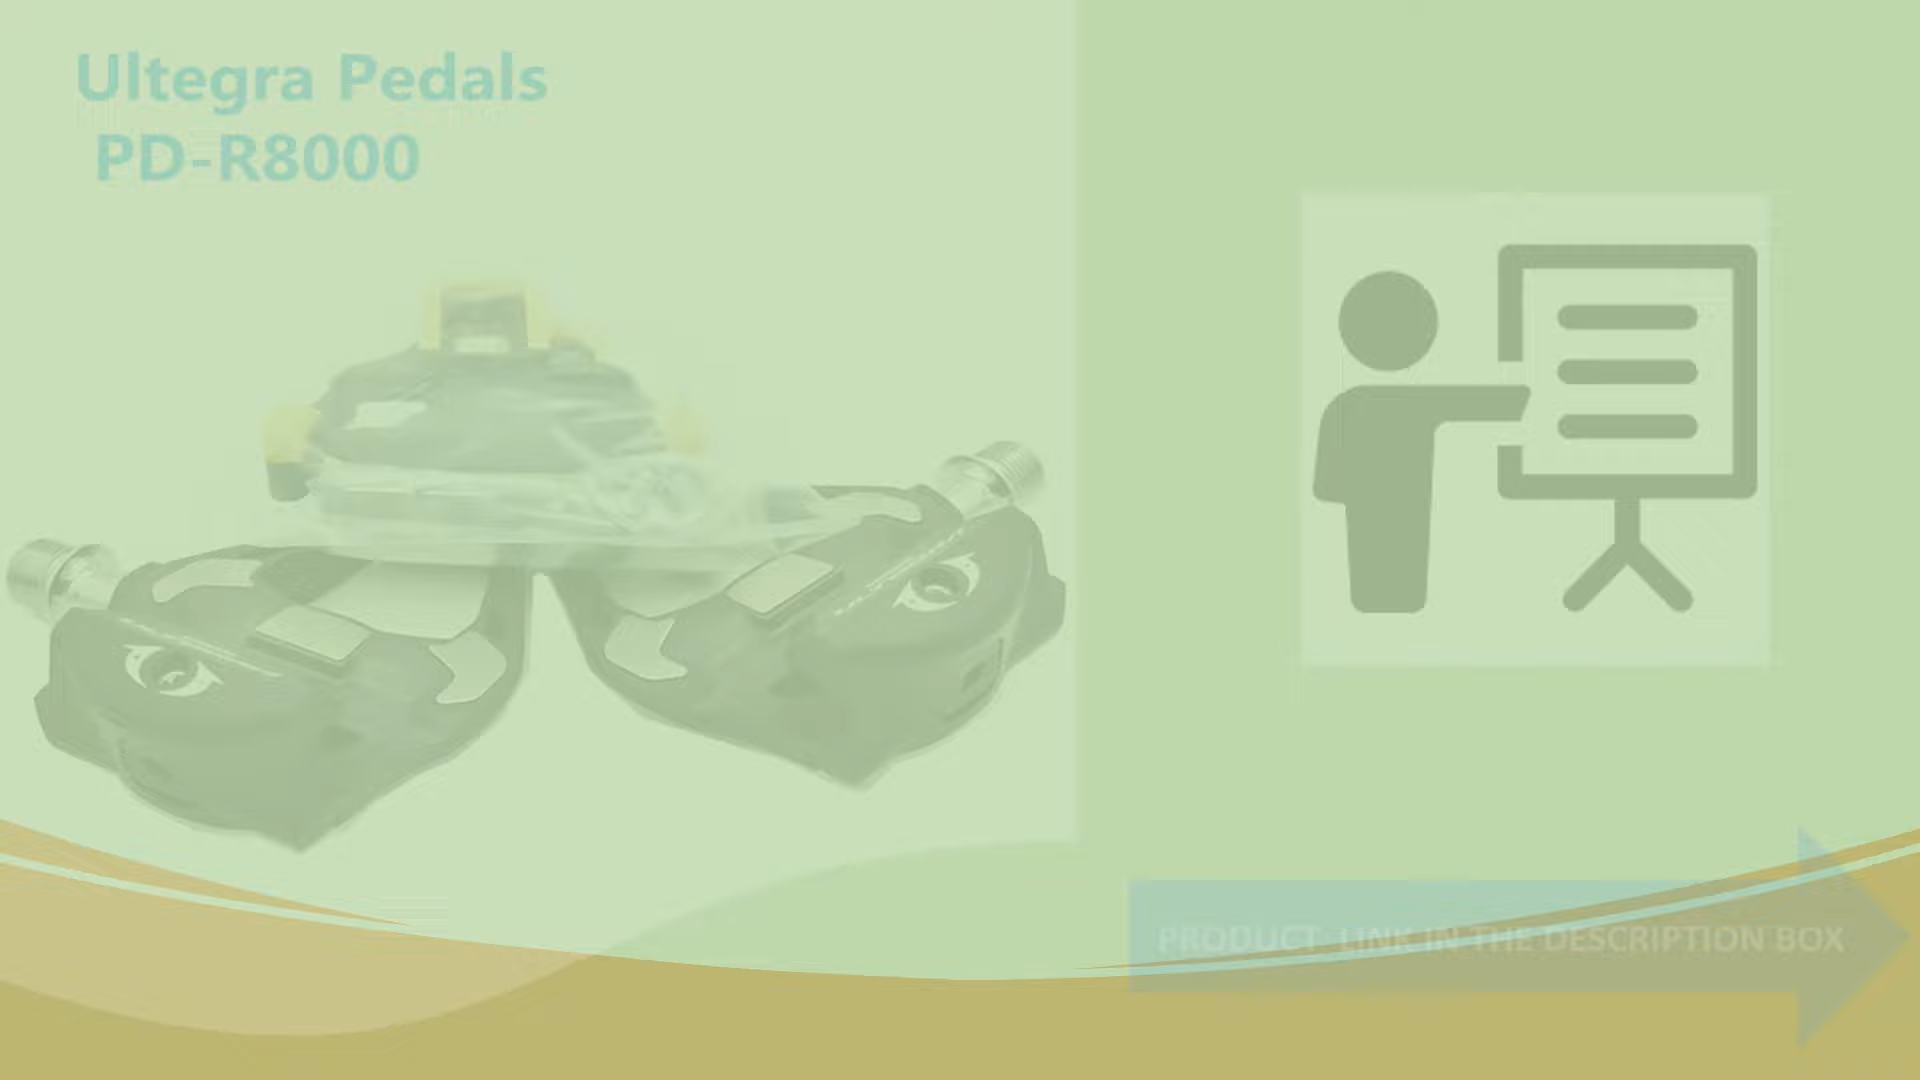 Ultegra Pedals
PD-R8000
PRODUCT LINK IN THE DESCRIPTION BOX